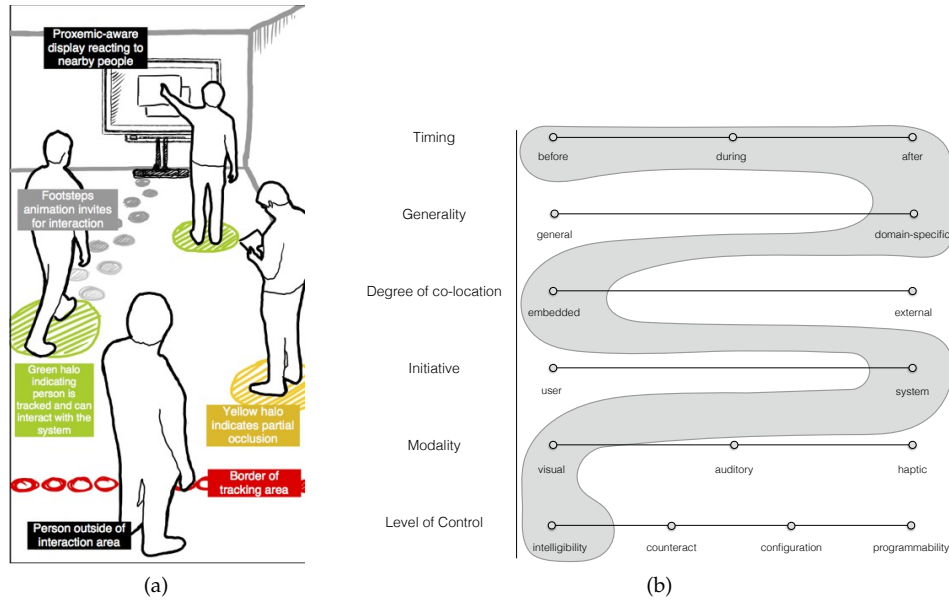 Proxemic-aware
display reacting to
nearby people
Footsteps
animation invites
for interaction
Green halo
indicating
person is
tracked and can
interact with the
system
Yellow halo
indicates partial
occlusion
Border of
tracking area
Person outside of
interaction area
(a)
Timing
before
during
after
Generality
general
domain-specific
Degree of co-location
embedded
external
Initiative
user
system
Modality
visual
auditory
haptic
Level of Control
intelligibility
counteract
configuration
programmability
(b)